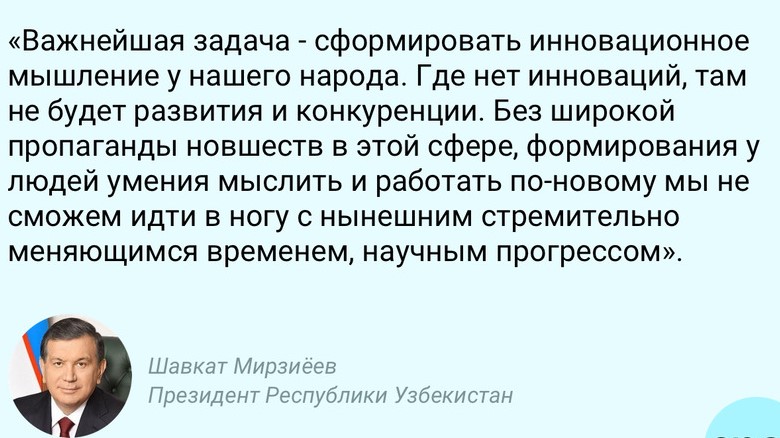 «Важнейшая задача - сформировать инновационное
мышление у нашего народа. Где нет инноваций, там
не будет развития и конкуренции. Без широкой
пропаганды новшеств в этой сфере, формирования у
людей умения мыслить и работать по-новому мы не
сможем идти в ногу с нынешним стремительно
меняющимся временем, научным прогрессом».
Шавкат Мирзиёев
Президент Республики Узбекистан